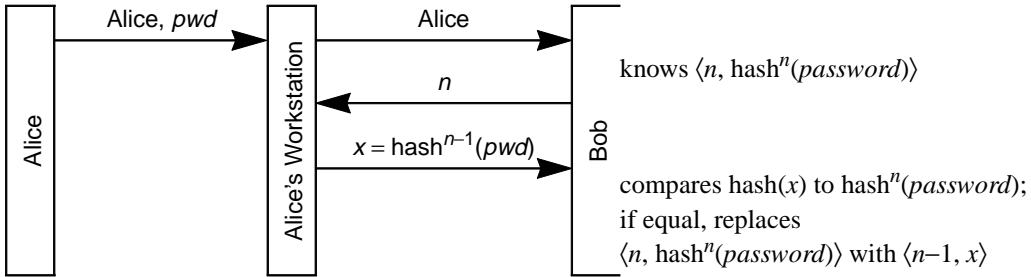 Alice, pwd
Alice
knows ⟨n, hashⁿ(password)⟩
n
x = hashⁿ⁻¹(pwd)
compares hash(x) to hashⁿ(password);
if equal, replaces
⟨n, hashⁿ(password)⟩ with ⟨n–1, x⟩
Alice
Alice's Workstation
Bob